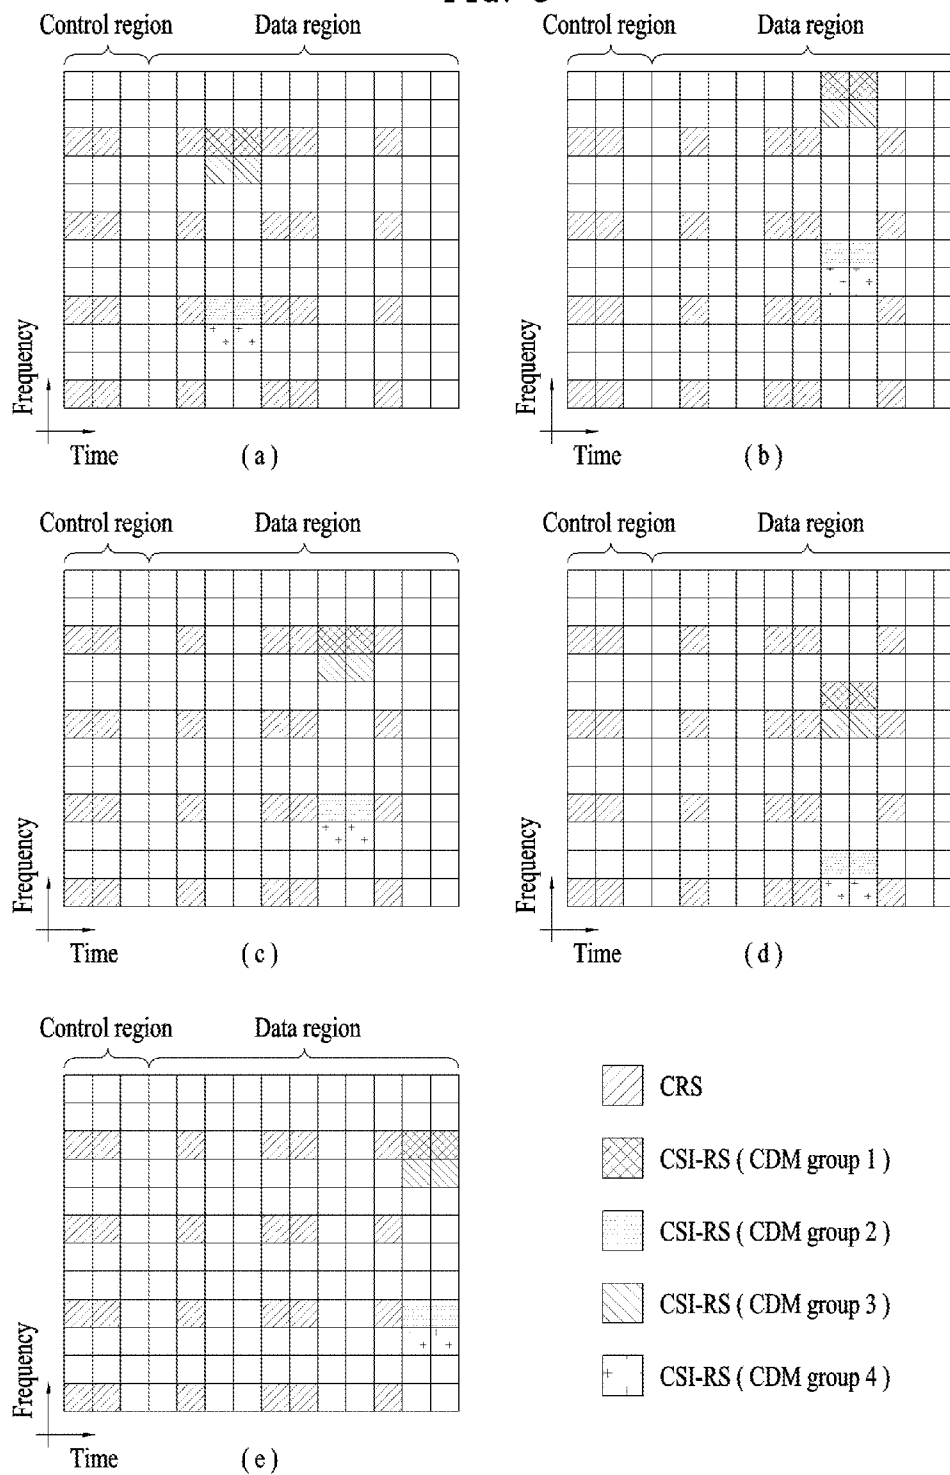 Control region Data region
Control region Data region
Frequency
Time
( a )
Frequency
Time
( b )
Control region Data region
Control region Data region
Frequency
Time
( c )
Frequency
Time
( d )
Control region Data region
Frequency
Time
( e )
CRS
CSI-RS ( CDM group 1 )
CSI-RS ( CDM group 2 )
CSI-RS ( CDM group 3 )
CSI-RS ( CDM group 4 )